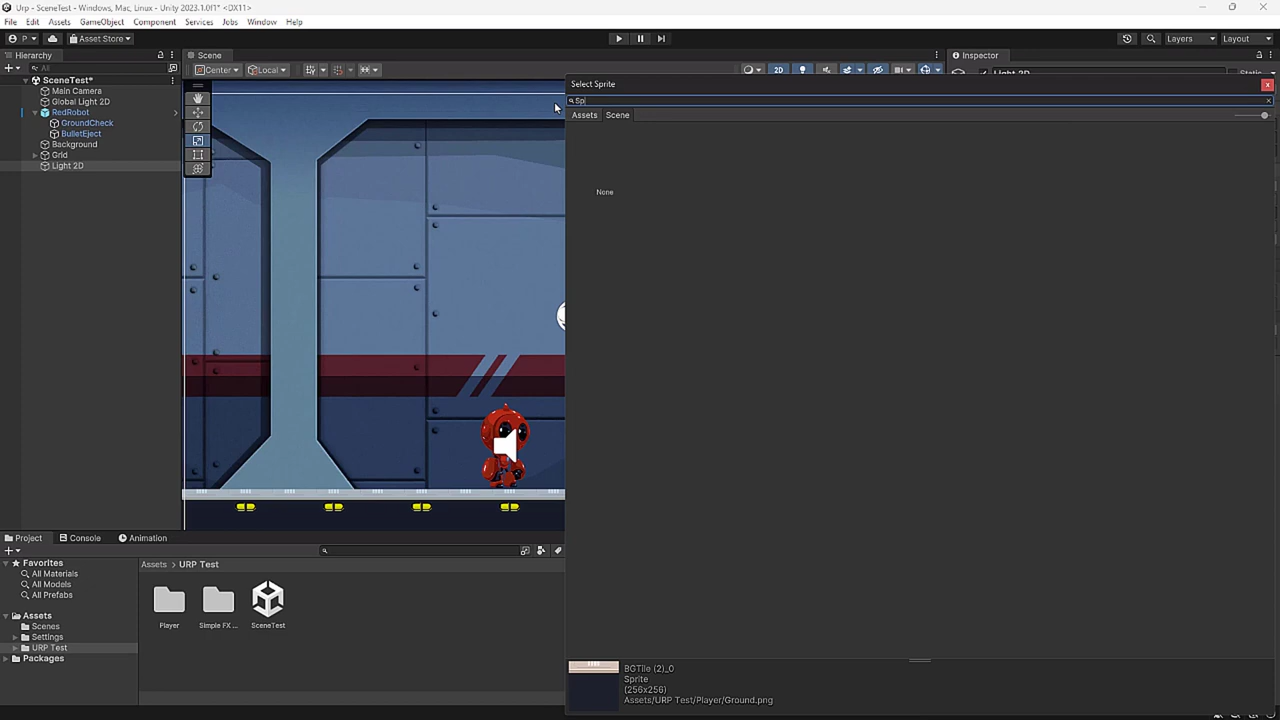 Urp - SceneTest - Windows, Mac, Linux - Unity 2023.1.0f1* <DX11>
File Edit Assets GameObject Component Services Jobs Window Help
P Asset Store Layers Layout
Hierarchy Scene Inspector
All Center Local 2D
SceneTest*
Main Camera
Global Light 2D
RedRobot
GroundCheck
BulletEject
Background
Grid
Light 2D
Select Sprite
Sp
Assets Scene
None
Project Console Animation
Favorites
All Materials
All Models
All Prefabs
Assets
Scenes
Settings
URP Test
Packages
Assets > URP Test
Player Simple FX ... SceneTest
BGTile (2)_0
Sprite
(256x256)
Assets/URP Test/Player/Ground.png